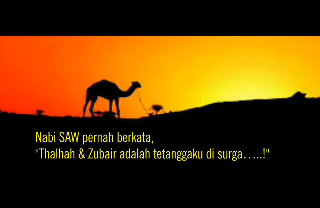 Nabi SAW pernah berkata,
"Thalhah & Zubair adalah tetanggaku di surga.....!"